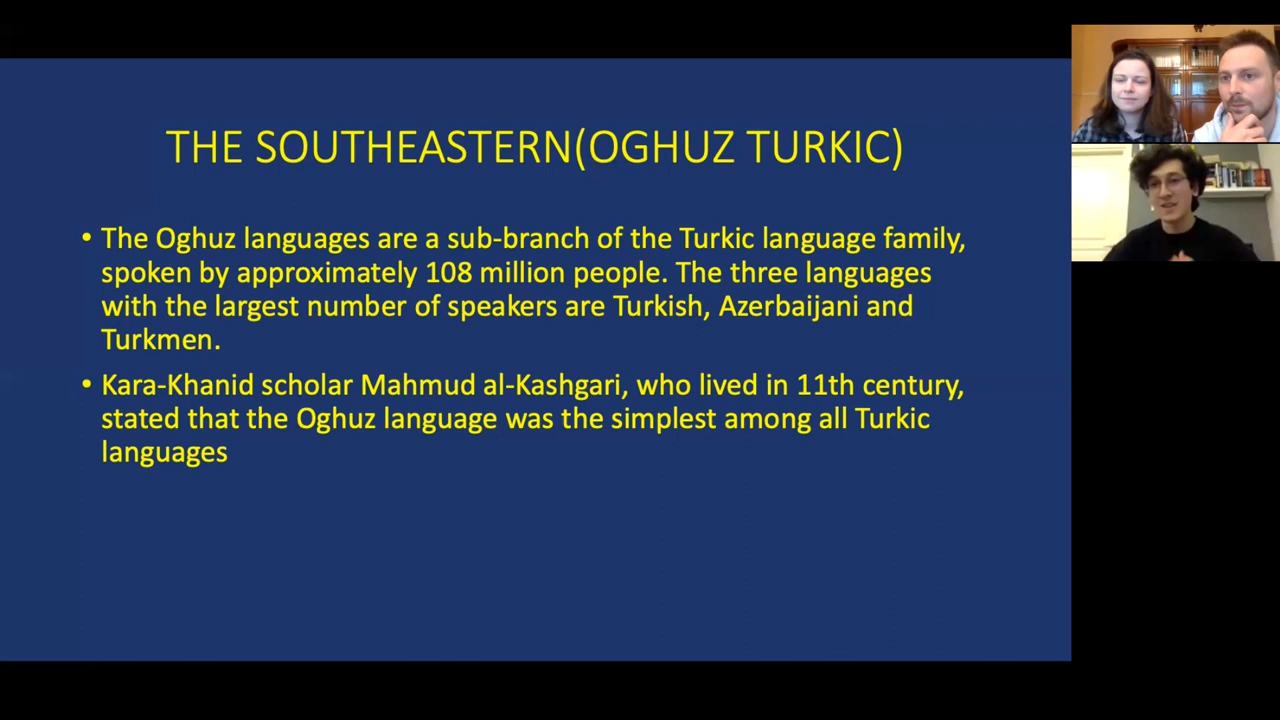 THE SOUTHEASTERN(OGHUZ TURKIC)
• The Oghuz languages are a sub-branch of the Turkic language family,
spoken by approximately 108 million people. The three languages
with the largest number of speakers are Turkish, Azerbaijani and
Turkmen.
• Kara-Khanid scholar Mahmud al-Kashgari, who lived in 11th century,
stated that the Oghuz language was the simplest among all Turkic
languages